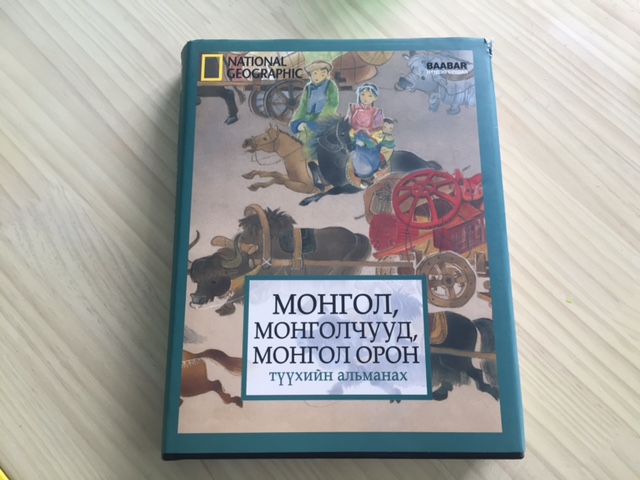 NATIONAL
GEOGRAPHIC
BAABAR
МОНГОЛ,
МОНГОЛЧУУД,
МОНГОЛ ОРОН
түүхийн альманах